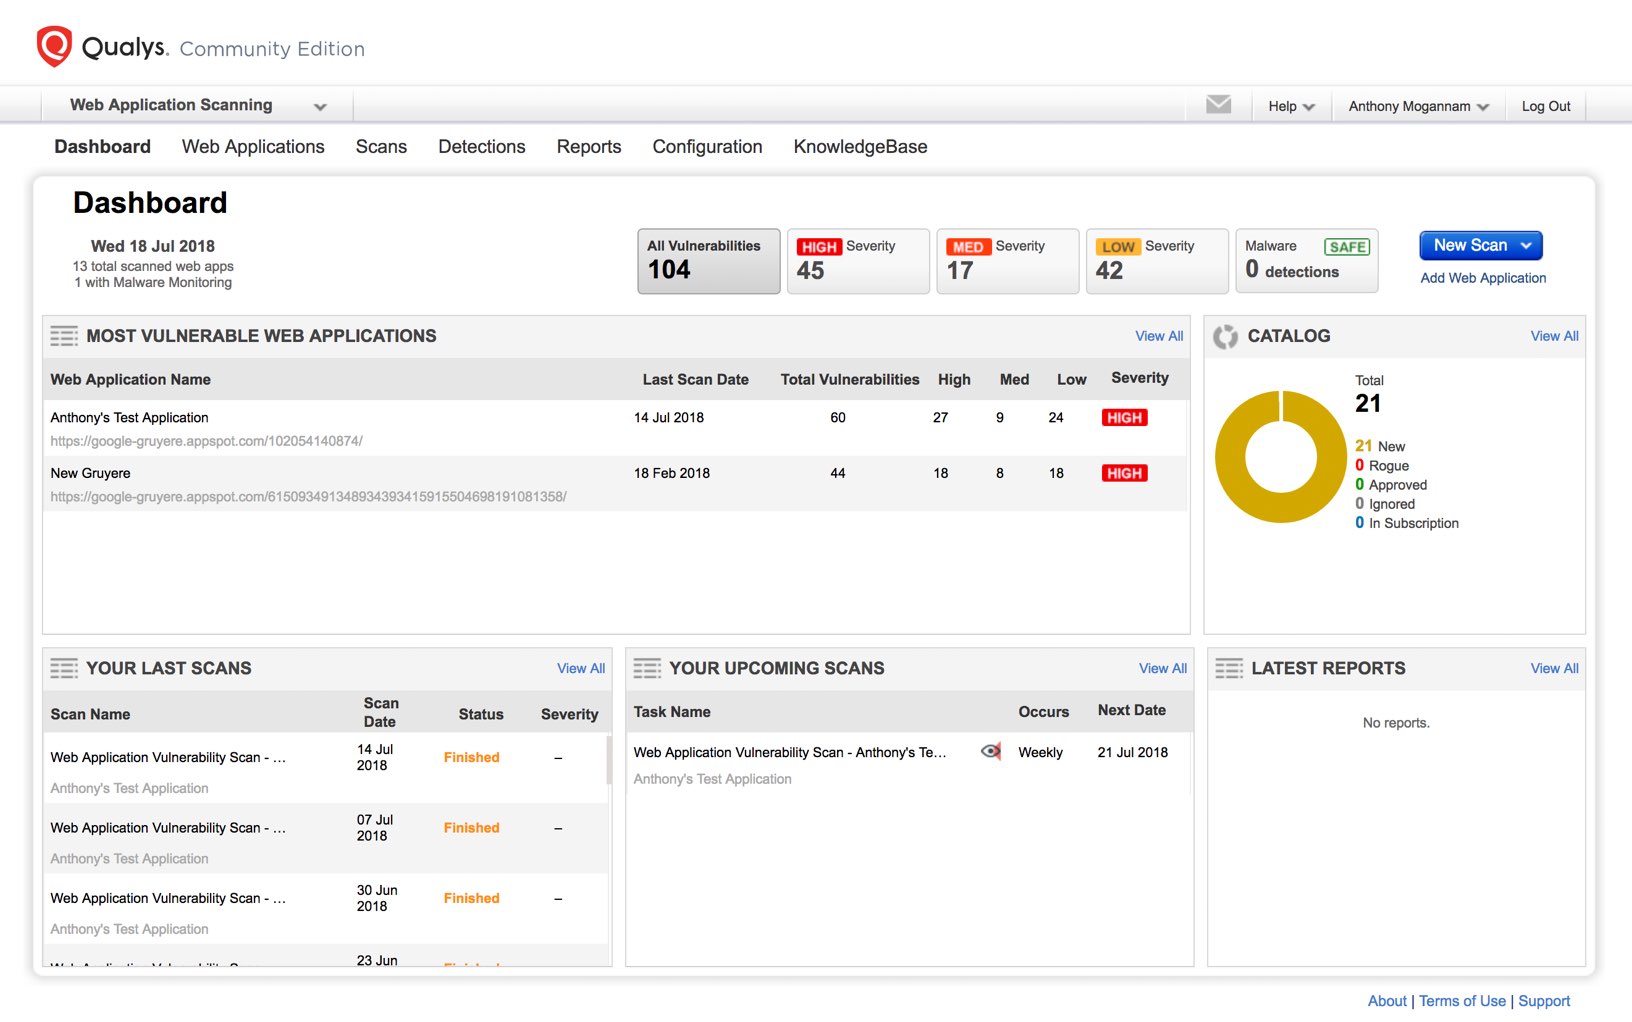 Qualys. Community Edition
Web Application Scanning
Help
Anthony Mogannam
Log Out
Dashboard Web Applications Scans Detections Reports Configuration KnowledgeBase
Dashboard
Wed 18 Jul 2018
13 total scanned web apps
1 with Malware Monitoring
All Vulnerabilities
104
HIGH Severity
45
MED Severity
17
LOW Severity
42
Malware SAFE
0 detections
New Scan
Add Web Application
MOST VULNERABLE WEB APPLICATIONS View All
Web Application Name Last Scan Date Total Vulnerabilities High Med Low Severity
Anthony's Test Application 14 Jul 2018 60 27 9 24 HIGH
https://google-gruyere.appspot.com/102054140874/
New Gruyere 18 Feb 2018 44 18 8 18 HIGH
https://google-gruyere.appspot.com/615093491348934393415915504698191081358/
CATALOG View All
Total
21
21 New
0 Rogue
0 Approved
0 Ignored
0 In Subscription
YOUR LAST SCANS View All
Scan Name Scan Date Status Severity
Web Application Vulnerability Scan - ... 14 Jul 2018 Finished –
Anthony's Test Application
Web Application Vulnerability Scan - ... 07 Jul 2018 Finished –
Anthony's Test Application
Web Application Vulnerability Scan - ... 30 Jun 2018 Finished –
Anthony's Test Application
23 Jun
YOUR UPCOMING SCANS View All
Task Name Occurs Next Date
Web Application Vulnerability Scan - Anthony's Te... Weekly 21 Jul 2018
Anthony's Test Application
LATEST REPORTS View All
No reports.
About | Terms of Use | Support